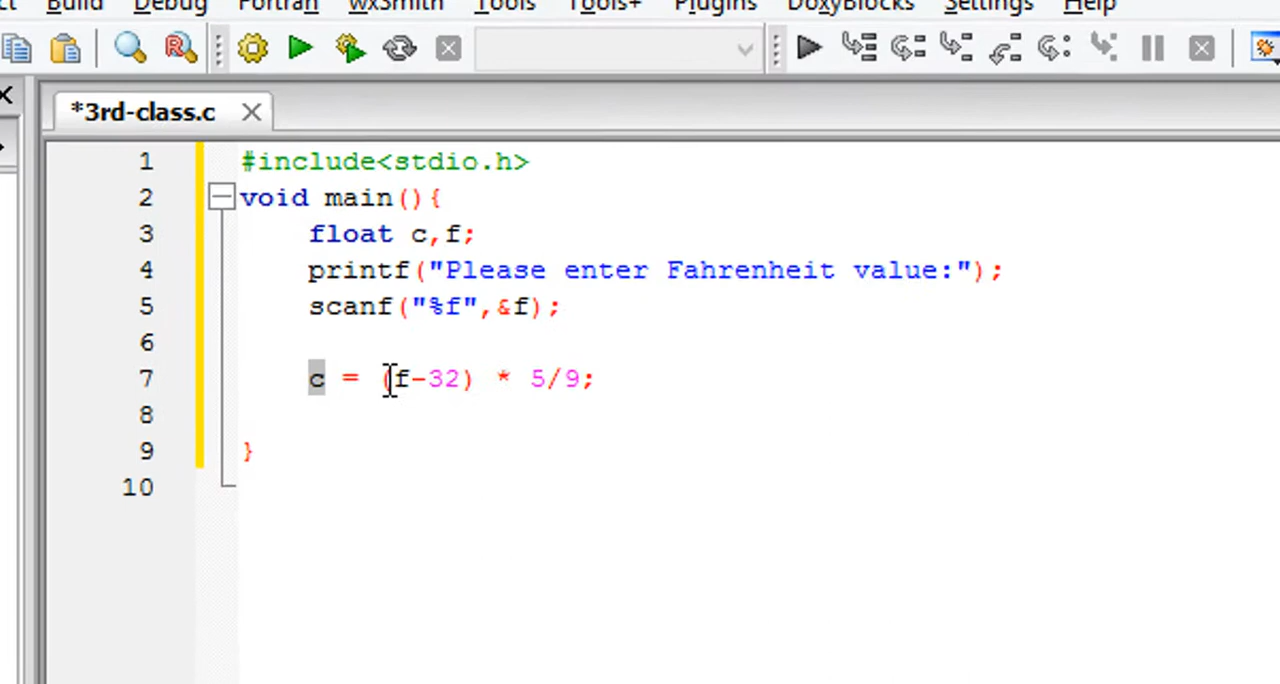 Build Debug Fortran wxSmith Tools Tools+ Plugins DoxyBlocks Settings Help
*3rd-class.c
1 #include<stdio.h>
2 void main(){
3 float c,f;
4 printf("Please enter Fahrenheit value:");
5 scanf("%f",&f);
6
7 c = (f-32) * 5/9;
8
9 }
10